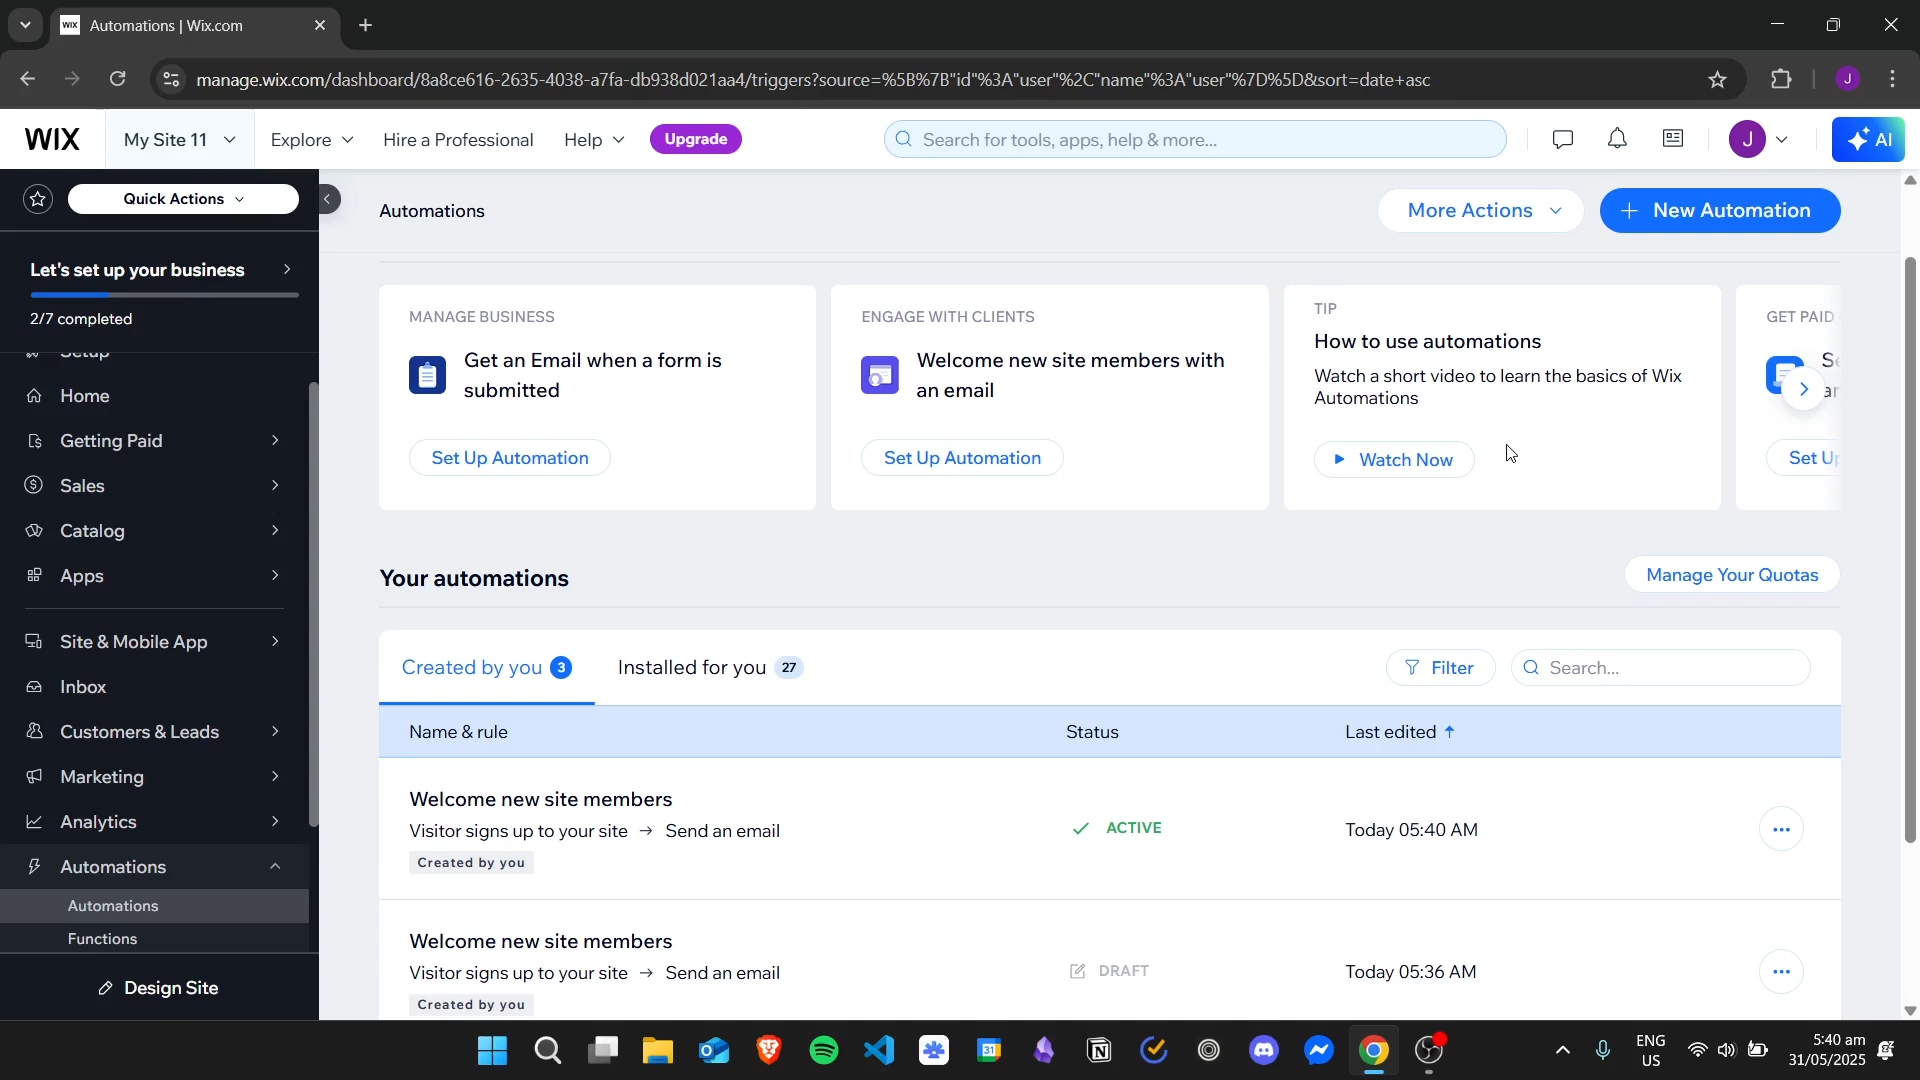 WIX Automations | Wix.com
manage.wix.com/dashboard/8a8ce616-2635-4038-a7fa-db938d021aa4/triggers?source=%5B%7B"id"%3A"user"%2C"name"%3A"user"%7D%5D&sort=date+asc
J
WIX My Site 11 Explore Hire a Professional Help Upgrade Search for tools, apps, help & more... J AI
Quick Actions
Automations More Actions + New Automation
Let's set up your business
2/7 completed
Setup
Home
Getting Paid
Sales
Catalog
Apps
Site & Mobile App
Inbox
Customers & Leads
Marketing
Analytics
Automations
Automations
Functions
Design Site
MANAGE BUSINESS
Get an Email when a form is
submitted
Set Up Automation
ENGAGE WITH CLIENTS
Welcome new site members with
an email
Set Up Automation
TIP
How to use automations
Watch a short video to learn the basics of Wix
Automations
Watch Now
GET PAID
Your automations Manage Your Quotas
Created by you 3 Installed for you 27 Filter Search...
Name & rule Status Last edited
Welcome new site members
Visitor signs up to your site → Send an email ACTIVE Today 05:40 AM
Created by you
Welcome new site members
Visitor signs up to your site → Send an email DRAFT Today 05:36 AM
Created by you
ENG
US
5:40 am
31/05/2025